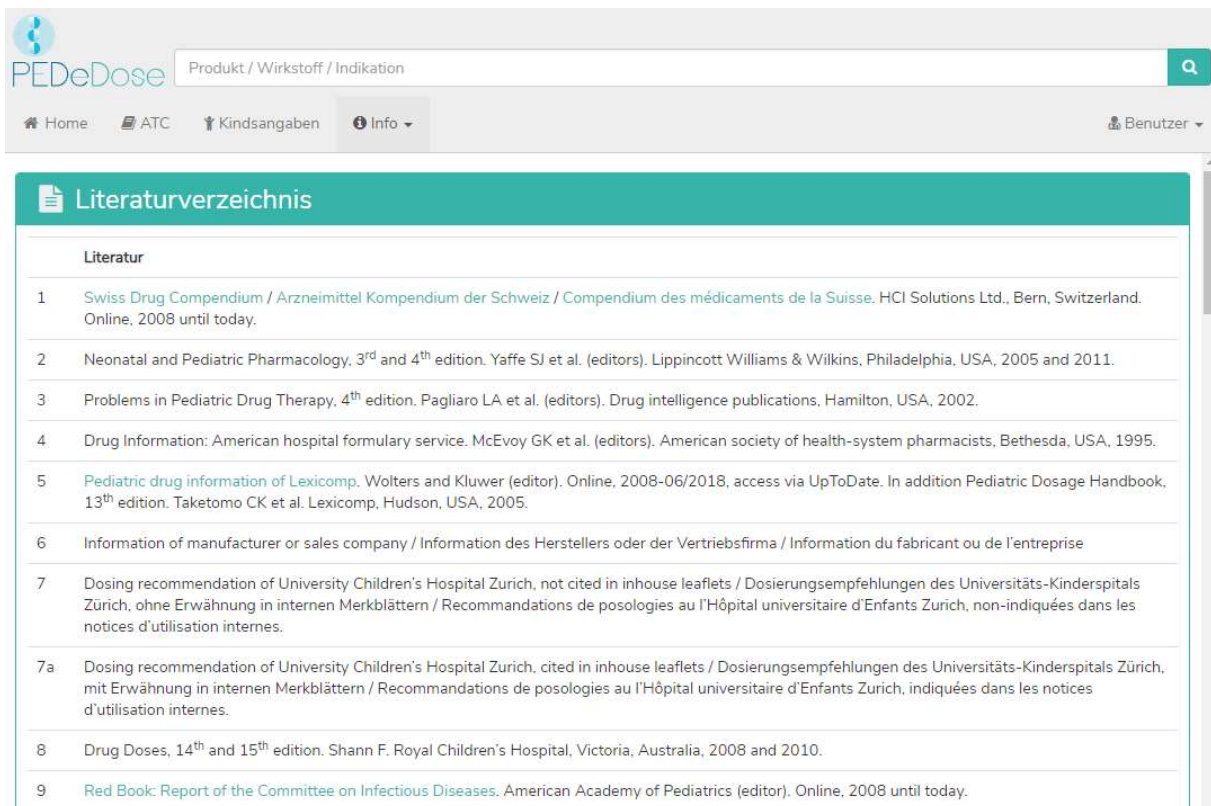 PEDeDose
Produkt / Wirkstoff / Indikation
Home ATC Kindsangaben Info Benutzer
Literaturverzeichnis
Literatur
1 Swiss Drug Compendium / Arzneimittel Kompendium der Schweiz / Compendium des médicaments de la Suisse. HCI Solutions Ltd., Bern, Switzerland.
Online, 2008 until today.
2 Neonatal and Pediatric Pharmacology, 3rd and 4th edition. Yaffe SJ et al. (editors). Lippincott Williams & Wilkins, Philadelphia, USA, 2005 and 2011.
3 Problems in Pediatric Drug Therapy, 4th edition. Pagliaro LA et al. (editors). Drug intelligence publications, Hamilton, USA, 2002.
4 Drug Information: American hospital formulary service. McEvoy GK et al. (editors). American society of health-system pharmacists, Bethesda, USA, 1995.
5 Pediatric drug information of Lexicomp. Wolters and Kluwer (editor). Online, 2008-06/2018, access via UpToDate. In addition Pediatric Dosage Handbook,
13th edition. Taketomo CK et al. Lexicomp, Hudson, USA, 2005.
6 Information of manufacturer or sales company / Information des Herstellers oder der Vertriebsfirma / Information du fabricant ou de l'entreprise
7 Dosing recommendation of University Children's Hospital Zurich, not cited in inhouse leaflets / Dosierungsempfehlungen des Universitäts-Kinderspitals
Zürich, ohne Erwähnung in internen Merkblättern / Recommandations de posologies au l'Hôpital universitaire d'Enfants Zurich, non-indiquées dans les
notices d'utilisation internes.
7a Dosing recommendation of University Children's Hospital Zurich, cited in inhouse leaflets / Dosierungsempfehlungen des Universitäts-Kinderspitals Zürich,
mit Erwähnung in internen Merkblättern / Recommandations de posologies au l'Hôpital universitaire d'Enfants Zurich, indiquées dans les notices
d'utilisation internes.
8 Drug Doses, 14th and 15th edition. Shann F. Royal Children's Hospital, Victoria, Australia, 2008 and 2010.
9 Red Book: Report of the Committee on Infectious Diseases. American Academy of Pediatrics (editor). Online, 2008 until today.